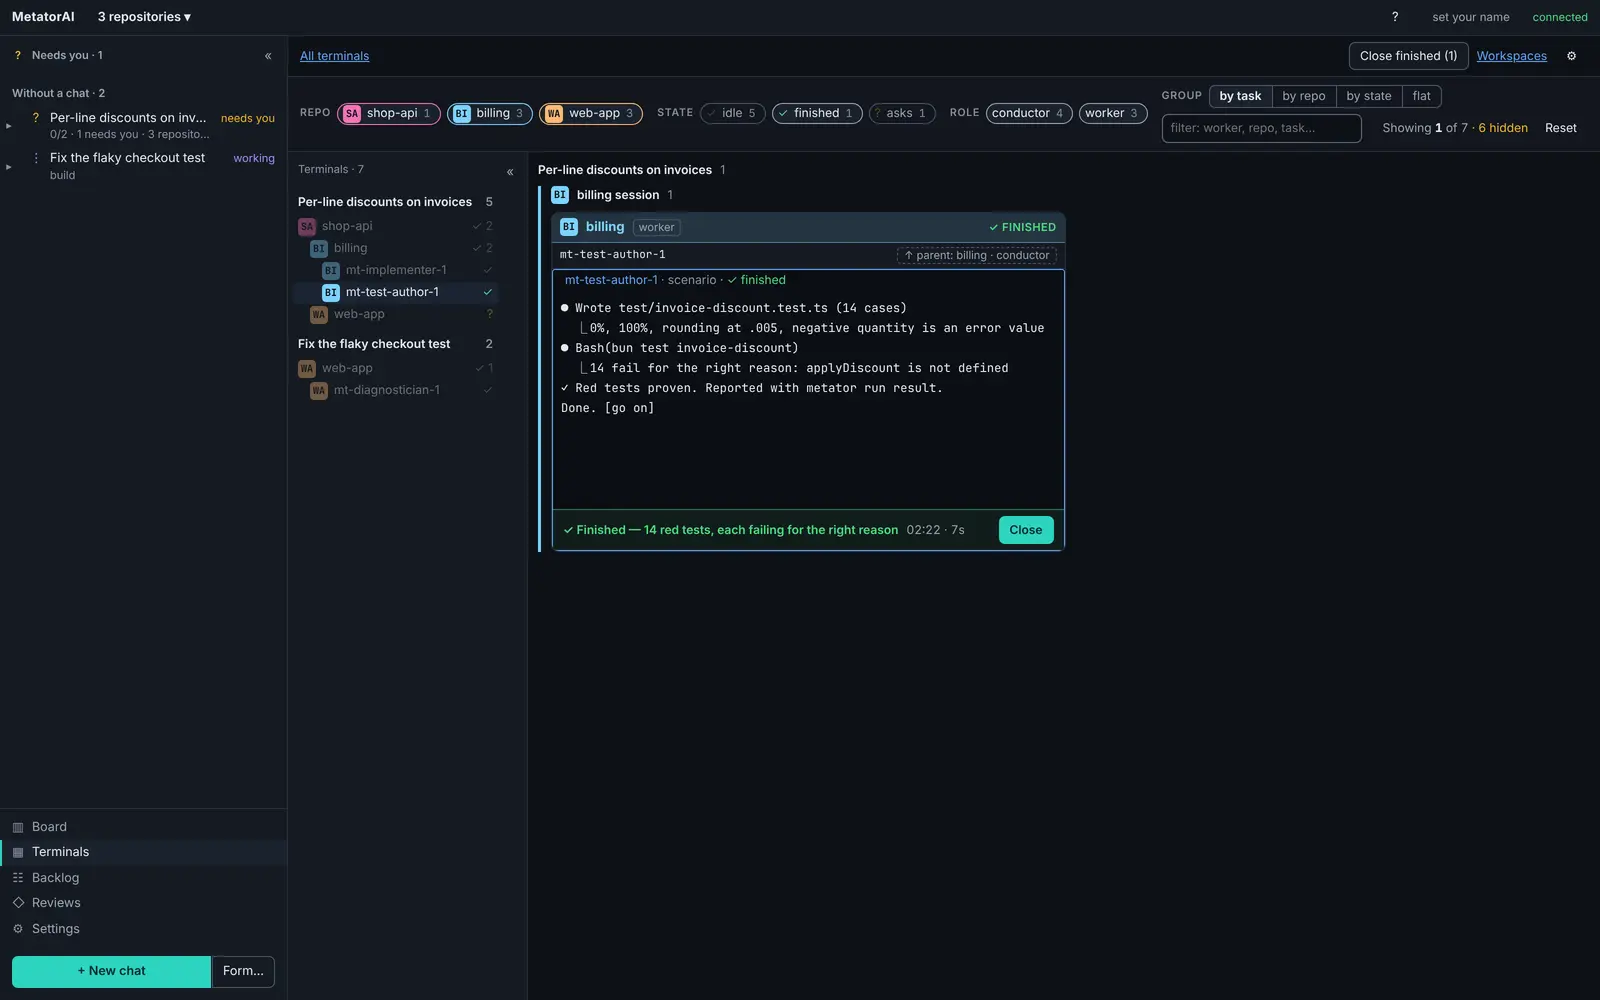 MetatorAI 3 repositories ▾ ? set your name connected
? Needs you · 1 «
Without a chat · 2
▸ ? Per-line discounts on inv... needs you
0/2 · 1 needs you · 3 reposito...
▸ ⋮ Fix the flaky checkout test working
build
Board
Terminals
Backlog
Reviews
Settings
+ New chat Form...
All terminals Close finished (1) Workspaces
REPO SA shop-api 1 BI billing 3 WA web-app 3 STATE ✓ idle 5 ✓ finished 1 ? asks 1 ROLE conductor 4 worker 3
GROUP by task by repo by state flat
filter: worker, repo, task... Showing 1 of 7 · 6 hidden Reset
Terminals · 7 «
Per-line discounts on invoices 5
SA shop-api ✓ 2
BI billing ✓ 2
BI mt-implementer-1 ✓
BI mt-test-author-1 ✓
WA web-app ?
Fix the flaky checkout test 2
WA web-app ✓ 1
WA mt-diagnostician-1 ✓
Per-line discounts on invoices 1
BI billing session 1
BI billing worker ✓ FINISHED
mt-test-author-1 ↑ parent: billing · conductor
mt-test-author-1 · scenario · ✓ finished
● Wrote test/invoice-discount.test.ts (14 cases)
⎿ 0%, 100%, rounding at .005, negative quantity is an error value
● Bash(bun test invoice-discount)
⎿ 14 fail for the right reason: applyDiscount is not defined
✓ Red tests proven. Reported with metator run result.
Done. [go on]
✓ Finished — 14 red tests, each failing for the right reason 02:22 · 7s Close